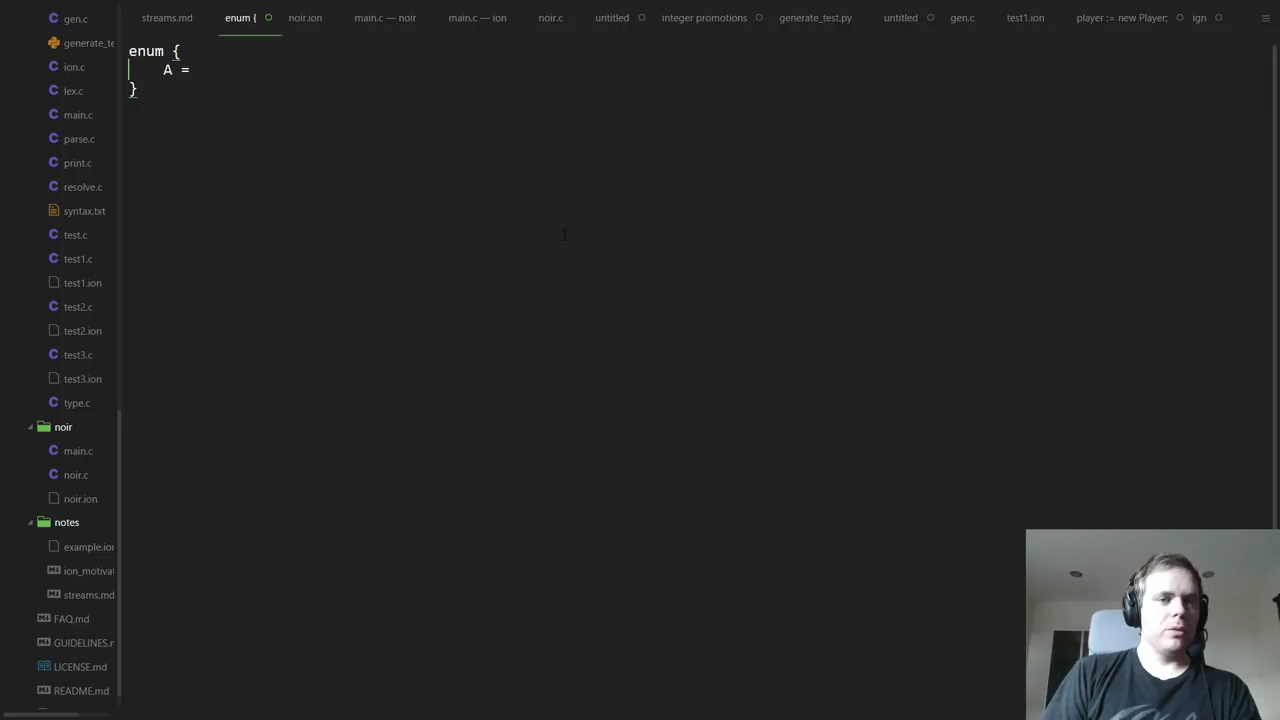 streams.md
enum {
noir.ion
main.c — noir
main.c — ion
noir.c
untitled
integer promotions
generate_test.py
untitled
gen.c
test1.ion
player := new Player;
ign
gen.c
generate_te
ion.c
lex.c
main.c
parse.c
print.c
resolve.c
syntax.txt
test.c
test1.c
test1.ion
test2.c
test2.ion
test3.c
test3.ion
type.c
noir
main.c
noir.c
noir.ion
notes
example.ion
ion_motivat
streams.md
FAQ.md
GUIDELINES.m
LICENSE.md
README.md
enum {
A =
}